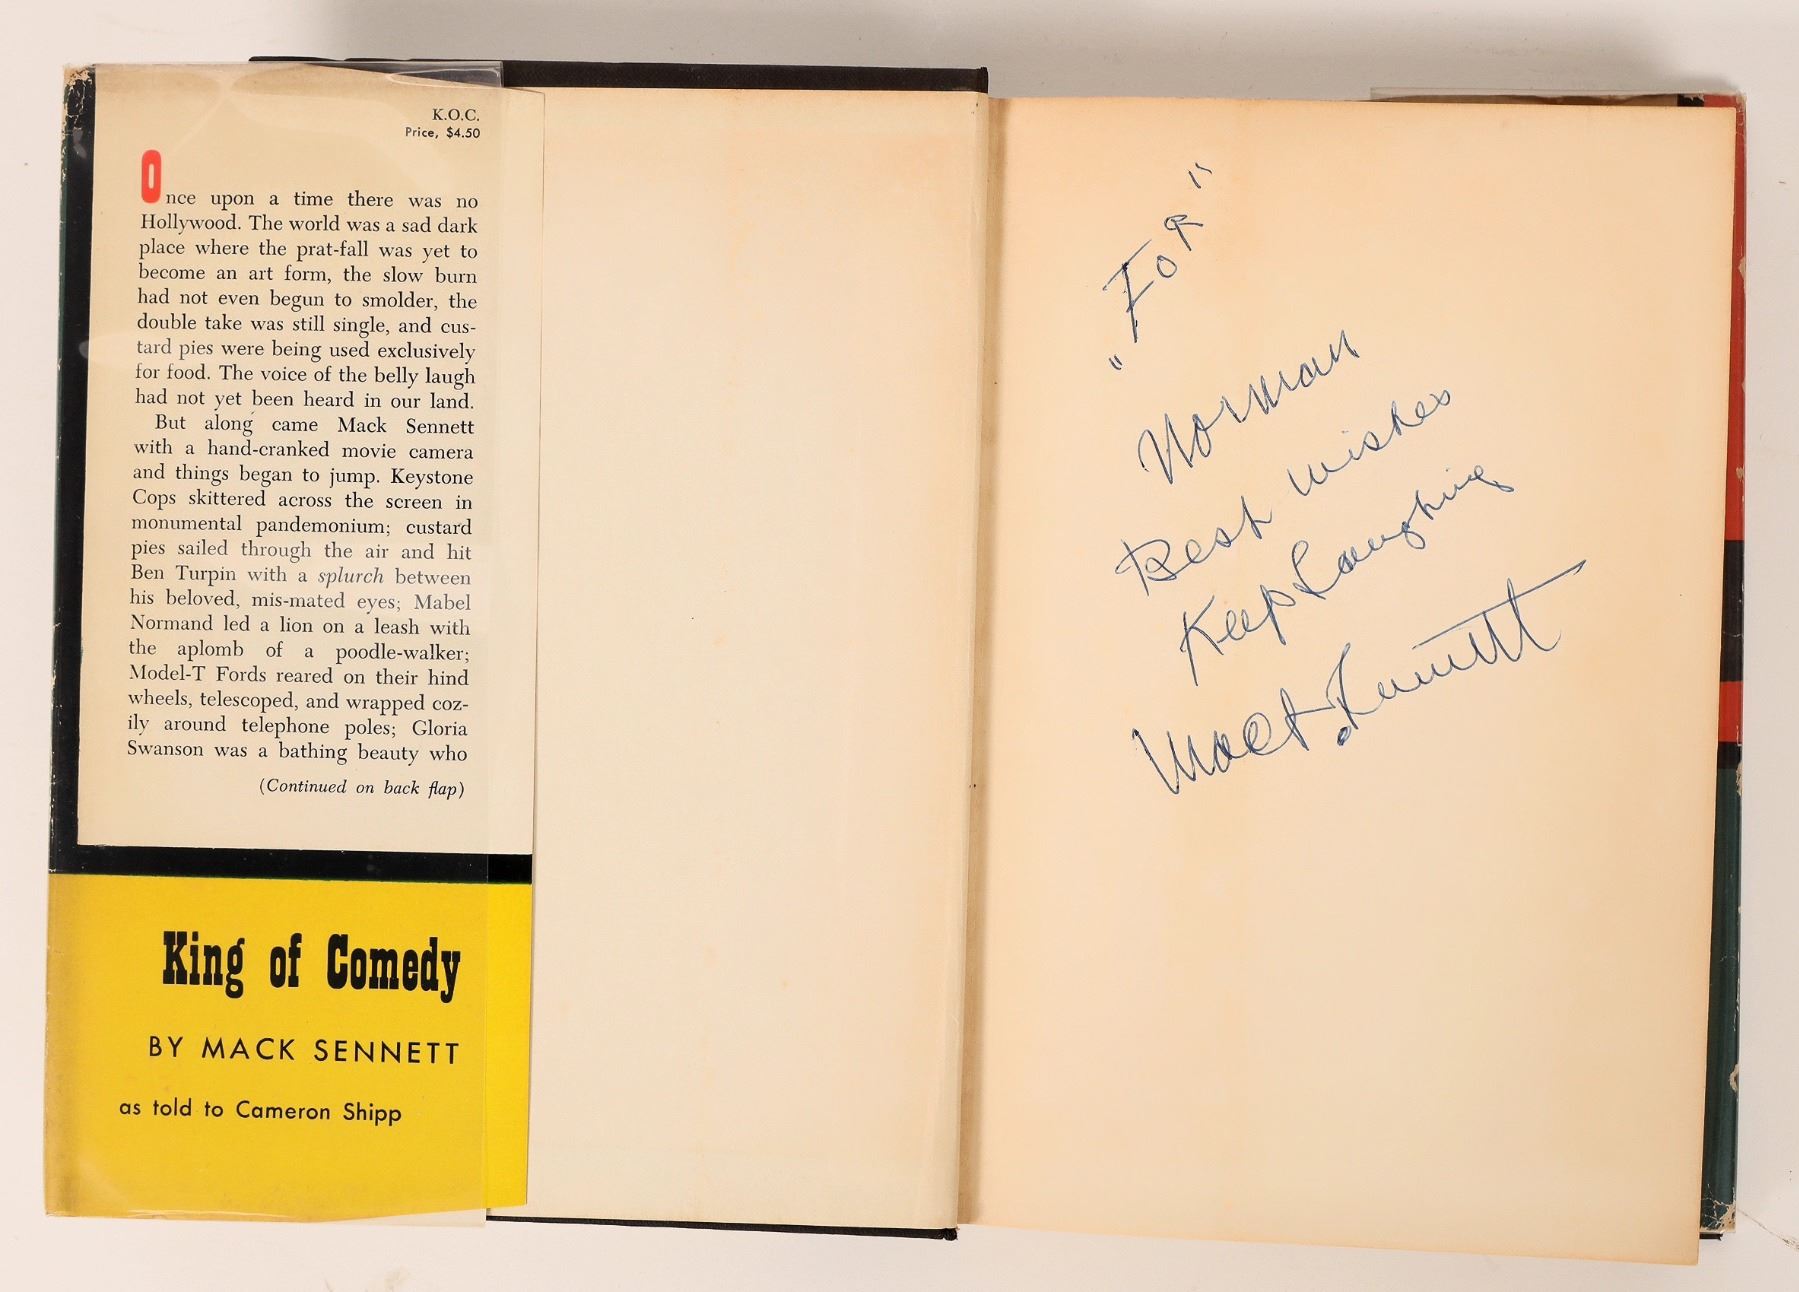 K.O.C.
Price, $4.50
Once upon a time there was no
Hollywood. The world was a sad dark
place where the prat-fall was yet to
become an art form, the slow burn
had not even begun to smolder, the
double take was still single, and cus-
tard pies were being used exclusively
for food. The voice of the belly laugh
had not yet been heard in our land.
But along came Mack Sennett
with a hand-cranked movie camera
and things began to jump. Keystone
Cops skittered across the screen in
monumental pandemonium; custard
pies sailed through the air and hit
Ben Turpin with a splurch between
his beloved, mis-mated eyes; Mabel
Normand led a lion on a leash with
the aplomb of a poodle-walker;
Model-T Fords reared on their hind
wheels, telescoped, and wrapped coz-
ily around telephone poles; Gloria
Swanson was a bathing beauty who
(Continued on back flap)
King of Comedy
BY MACK SENNETT
as told to Cameron Shipp
"FOR"
Norman
Best Wishes
Keep Laughing
Mack Sennett